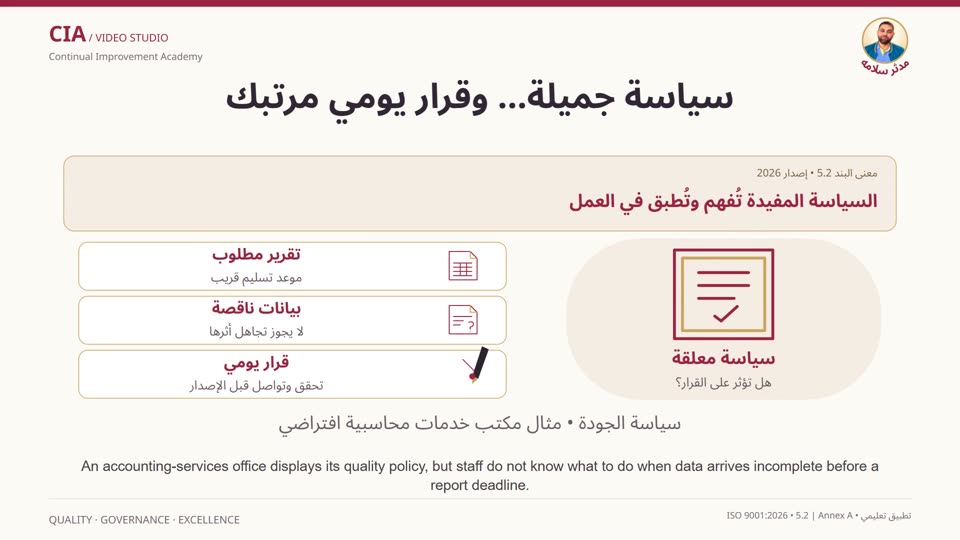 CIA / VIDEO STUDIO
Continual Improvement Academy
مدثر سلامه
سياسة جميلة... وقرار يومي مرتبك
معنى البند 5.2 • إصدار 2026
السياسة المفيدة تُفهم وتُطبق في العمل
سياسة معلقة
هل تؤثر على القرار؟
تقرير مطلوب
موعد تسليم قريب
بيانات ناقصة
لا يجوز تجاهل أثرها
?
قرار يومي
تحقق وتواصل قبل الإصدار
سياسة الجودة • مثال مكتب خدمات محاسبية افتراضي
An accounting-services office displays its quality policy, but staff do not know what to do when data arrives incomplete before a
report deadline.
QUALITY · GOVERNANCE · EXCELLENCE
ISO 9001:2026 • 5.2 | Annex A • تطبيق تعليمي